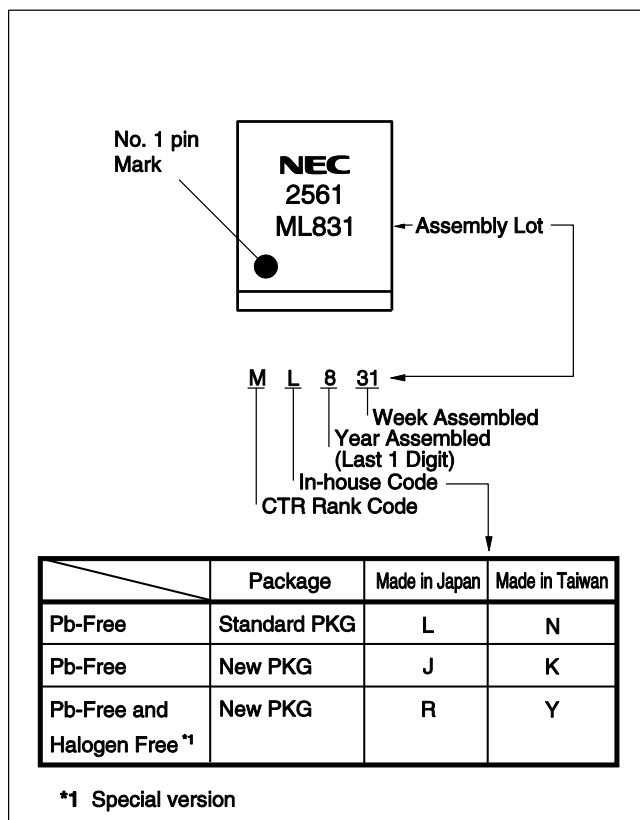 No. 1 pin
Mark
NEC
2561
ML831
Assembly Lot
M L 8 31
Week Assembled
Year Assembled
(Last 1 Digit)
In-house Code
CTR Rank Code
Package Made in Japan Made in Taiwan
Pb-Free Standard PKG L N
Pb-Free New PKG J K
Pb-Free and New PKG R Y
Halogen Free *1
*1 Special version